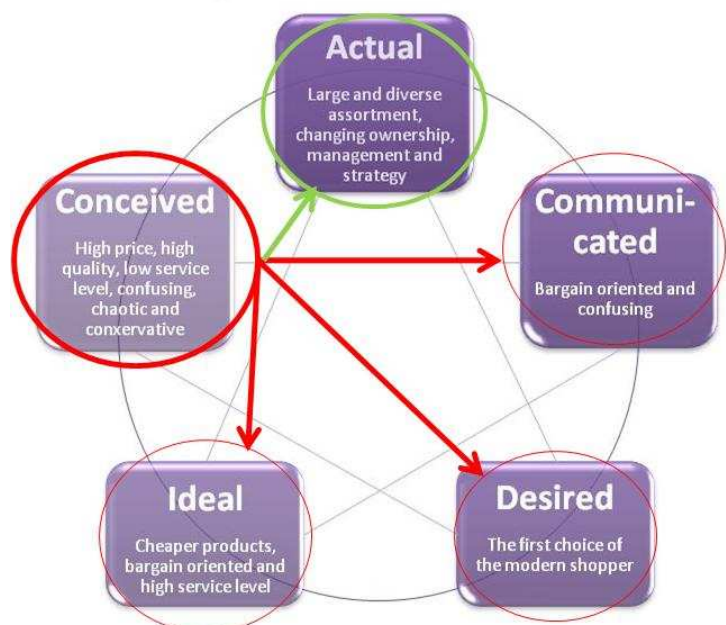 Actual
Large and diverse
assortment,
changing ownership,
management and
strategy
Conceived
High price, high
quality, low service
level, confusing,
chaotic and
conxervative
Communi-
cated
Bargain oriented and
confusing
Ideal
Cheaper products,
bargain oriented and
high service level
Desired
The first choice of
the modern shopper